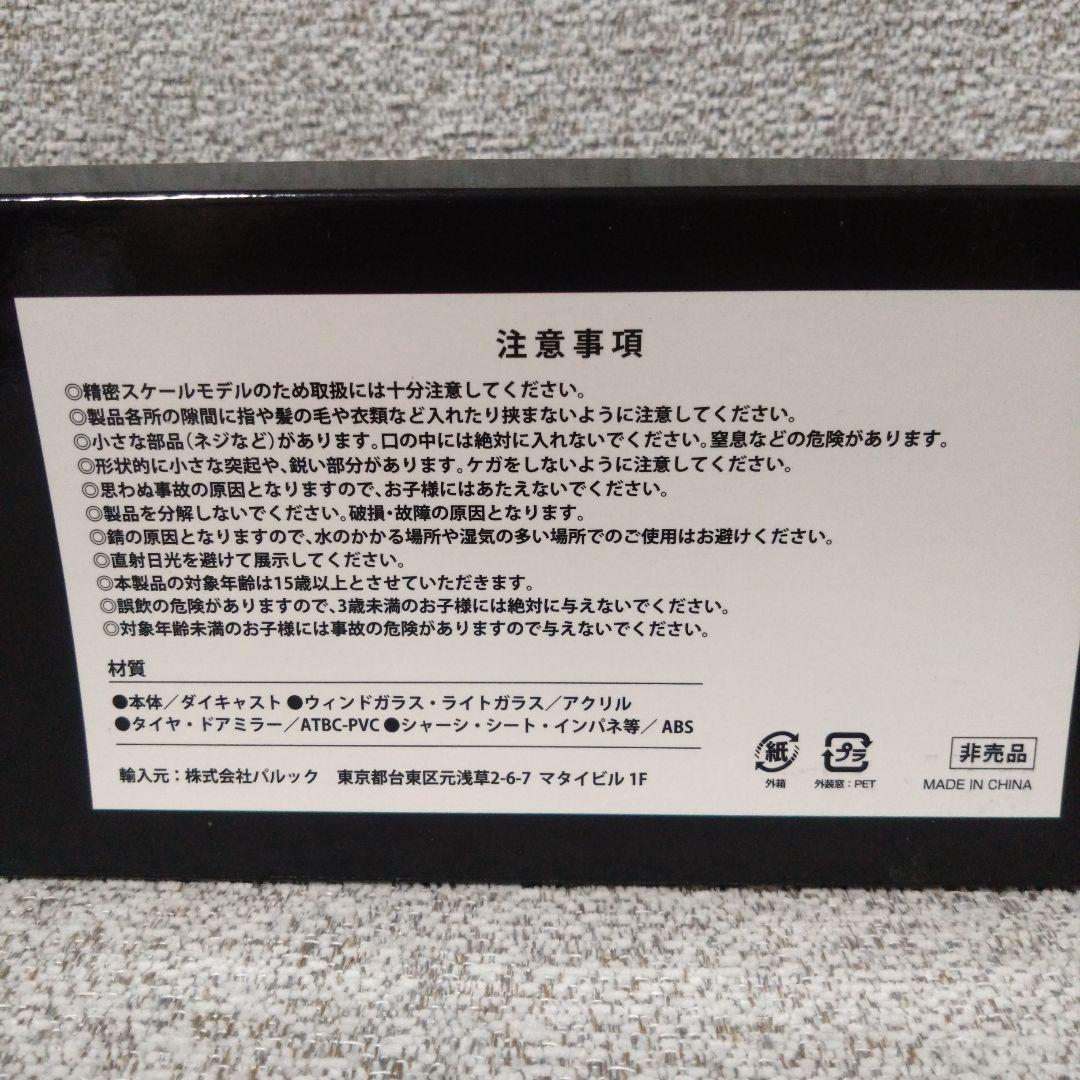 注意事項
◎精密スケールモデルのため取扱には十分注意してください。
◎製品各所の隙間に指や髪の毛や衣類など入れたり挟まないように注意してください。
◎小さな部品（ネジなど）があります。口の中には絶対に入れないでください。窒息などの危険があります。
◎形状的に小さな突起や、鋭い部分があります。ケガをしないように注意してください。
◎思わぬ事故の原因となりますので、お子様にはあたえないでください。
◎製品を分解しないでください。破損・故障の原因となります。
◎錆の原因となりますので、水のかかる場所や湿気の多い場所でのご使用はお避けください。
◎直射日光を避けて展示してください。
◎本製品の対象年齢は15歳以上とさせていただきます。
◎誤飲の危険がありますので、3歳未満のお子様には絶対に与えないでください。
◎対象年齢未満のお子様には事故の危険がありますので与えないでください。
材質
●本体／ダイキャスト ●ウィンドガラス・ライトガラス／アクリル
●タイヤ・ドアミラー／ATBC-PVC ●シャーシ・シート・インパネ等／ ABS
輸入元：株式会社パルック　東京都台東区元浅草2-6-7 マタイビル 1F
紙
外箱
プラ
外装窓：PET
非売品
MADE IN CHINA